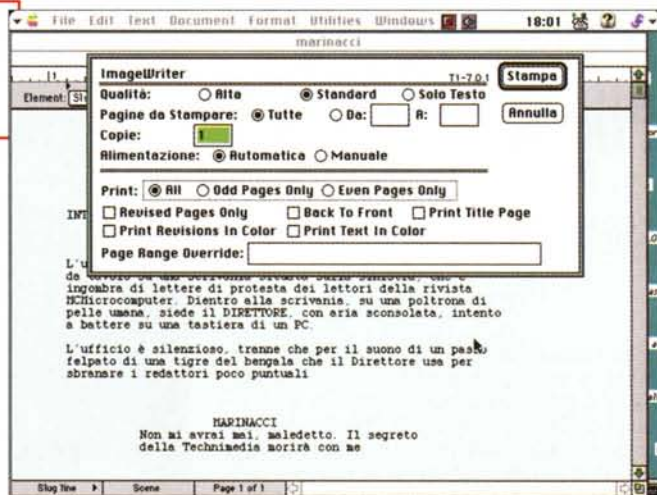 File Edit Text Document Format Utilities Windows 18:01
marinacci
ImageWriter T1-7.0.1 Stampa
Qualità: Alta Standard Solo Testo
Pagine da Stampare: Tutte Da: A: Annulla
Copie: 1
Alimentazione: Automatica Manuale
Print: All Odd Pages Only Even Pages Only
Revised Pages Only Back To Front Print Title Page
Print Revisions In Color Print Text In Color
Page Range Override:
Element:
INT
ingombra di lettere di protesta dei lettori della rivista
MCMicrocomputer. Dientro alla scrivania, su una poltrona di
pelle umana, siede il DIRETTORE, con aria sconsolata, intento
a battere su una tastiera di un PC.
L'ufficio è silenzioso, tranne che per il suono di un passo
felpato di una tigre del bengala che il Direttore usa per
sbranare i redattori poco puntuali
MARINACCI
Non mi avrai mai, maledetto. Il segreto
della Technimedia morirà con me
Slug line Scene Page 1 of 1